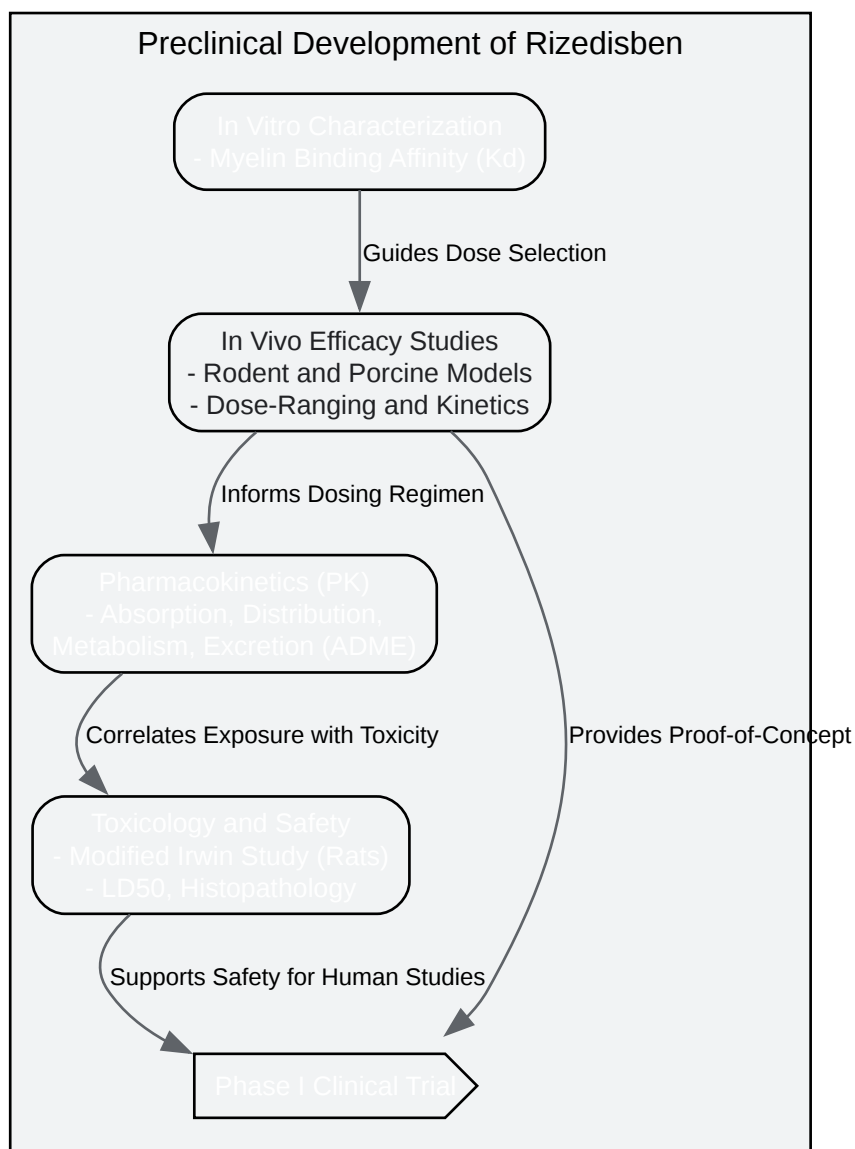 Preclinical Development of Rizedisben
In Vitro Characterization
- Myelin Binding Affinity (Kd)
Guides Dose Selection
In Vivo Efficacy Studies
- Rodent and Porcine Models
- Dose-Ranging and Kinetics
Informs Dosing Regimen
Pharmacokinetics (PK)
- Absorption, Distribution,
Metabolism, Excretion (ADME)
Correlates Exposure with Toxicity
Provides Proof-of-Concept
Toxicology and Safety
- Modified Irwin Study (Rats)
- LD50, Histopathology
Supports Safety for Human Studies
Phase I Clinical Trial